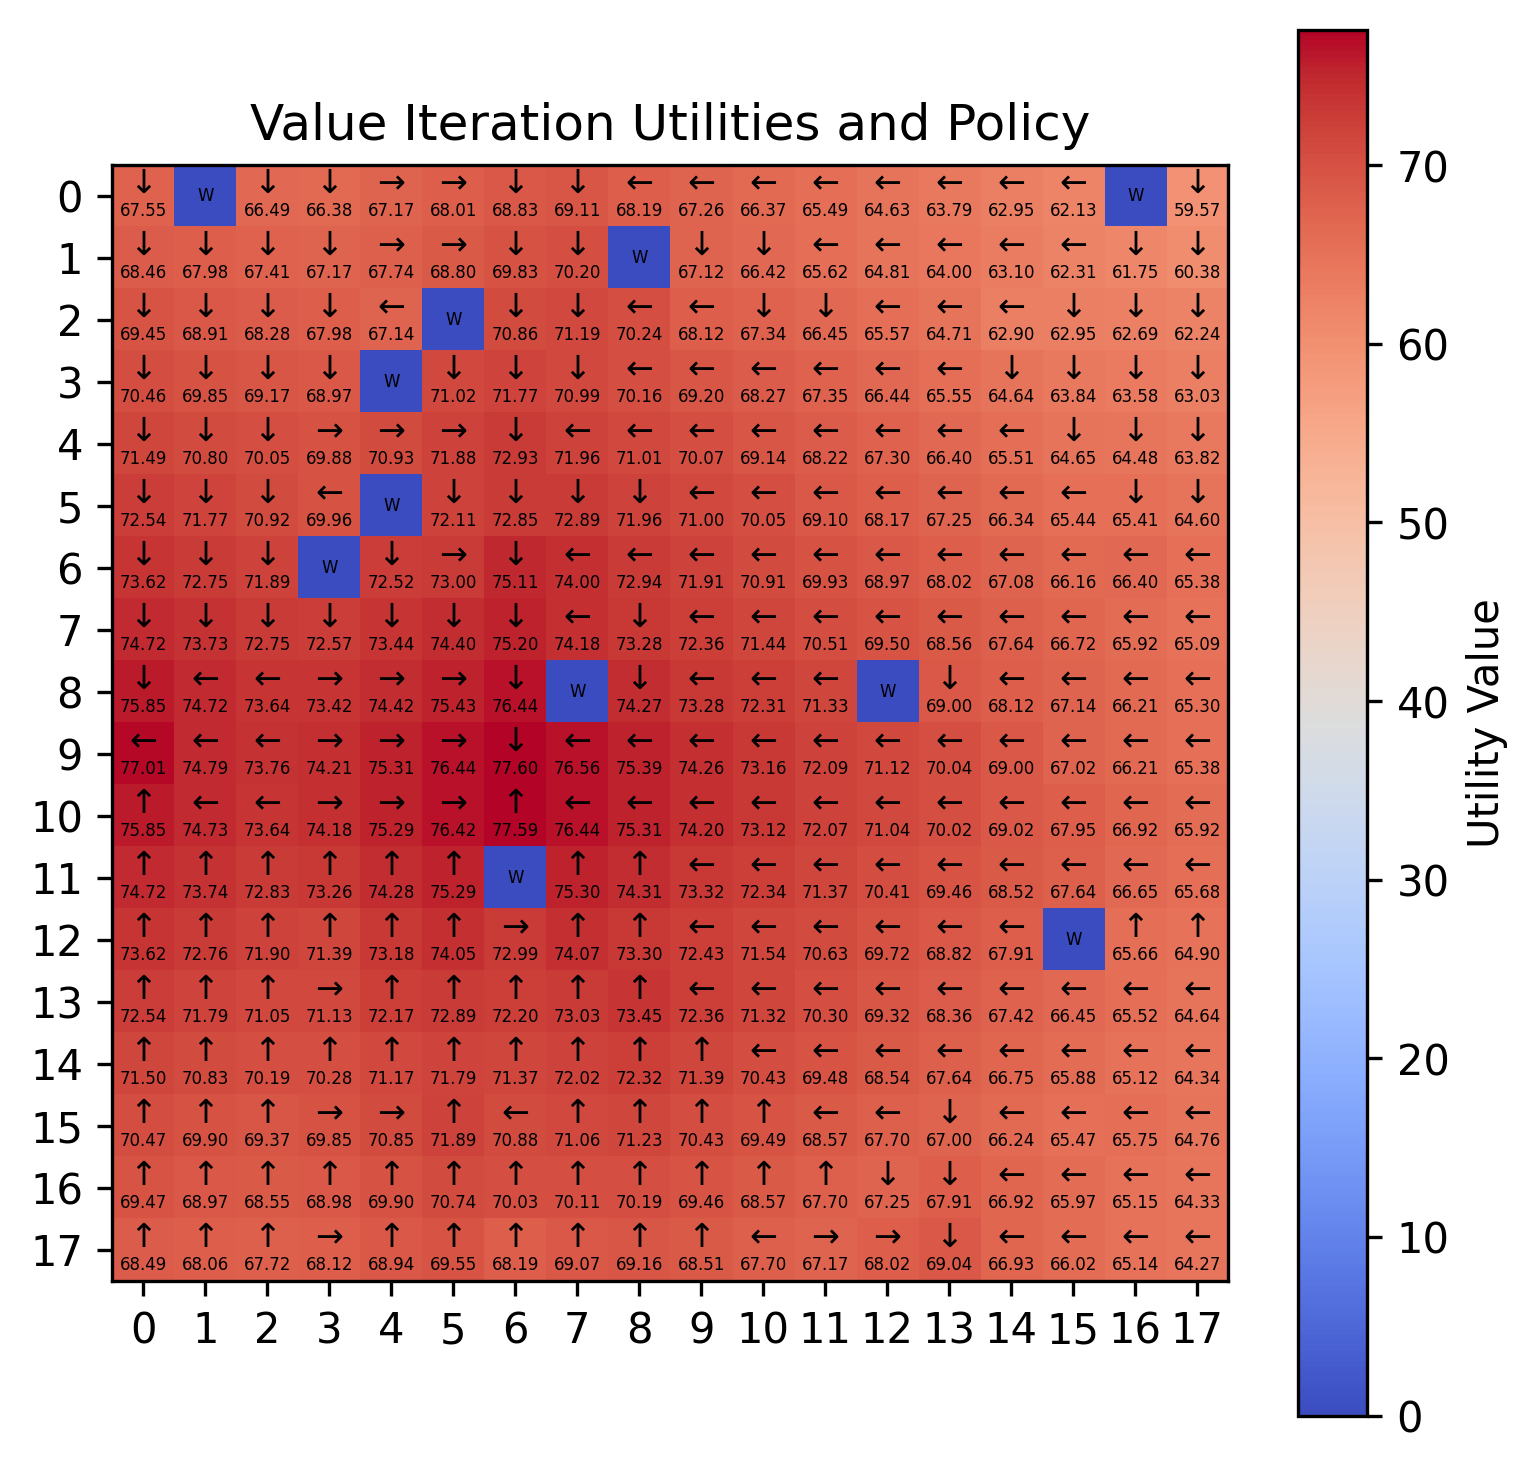 Value Iteration Utilities and Policy
0 ↓ W ↓ ↓ → → ↓ ↓ ← ← ← ← ← ← ← ← W ↓
67.55 66.49 66.38 67.17 68.01 68.83 69.11 68.19 67.26 66.37 65.49 64.63 63.79 62.95 62.13 59.57
1 ↓ ↓ ↓ ↓ → → ↓ ↓ W ↓ ↓ ← ← ← ← ← ↓ ↓
68.46 67.98 67.41 67.17 67.74 68.80 69.83 70.20 67.12 66.42 65.62 64.81 64.00 63.10 62.31 61.75 60.38
2 ↓ ↓ ↓ ↓ ← W ↓ ↓ ← ← ↓ ↓ ← ← ← ↓ ↓ ↓
69.45 68.91 68.28 67.98 67.14 70.86 71.19 70.24 68.12 67.34 66.45 65.57 64.71 62.90 62.95 62.69 62.24
3 ↓ ↓ ↓ ↓ W ↓ ↓ ↓ ← ← ← ← ← ← ↓ ↓ ↓ ↓
70.46 69.85 69.17 68.97 71.02 71.77 70.99 70.16 69.20 68.27 67.35 66.44 65.55 64.64 63.84 63.58 63.03
4 ↓ ↓ ↓ → → → ↓ ← ← ← ← ← ← ← ← ↓ ↓ ↓
71.49 70.80 70.05 69.88 70.93 71.88 72.93 71.96 71.01 70.07 69.14 68.22 67.30 66.40 65.51 64.65 64.48 63.82
5 ↓ ↓ ↓ ← W ↓ ↓ ↓ ↓ ← ← ← ← ← ← ← ↓ ↓
72.54 71.77 70.92 69.96 72.11 72.85 72.89 71.96 71.00 70.05 69.10 68.17 67.25 66.34 65.44 65.41 64.60
6 ↓ ↓ ↓ W ↓ → ↓ ← ← ← ← ← ← ← ← ← ← ←
73.62 72.75 71.89 72.52 73.00 75.11 74.00 72.94 71.91 70.91 69.93 68.97 68.02 67.08 66.16 66.40 65.38
7 ↓ ↓ ↓ ↓ ↓ ↓ ↓ ← ↓ ← ← ← ← ← ← ← ← ←
74.72 73.73 72.75 72.57 73.44 74.40 75.20 74.18 73.28 72.36 71.44 70.51 69.50 68.56 67.64 66.72 65.92 65.09
8 ↓ ← ← → → → ↓ W ↓ ← ← ← W ↓ ← ← ← ←
75.85 74.72 73.64 73.42 74.42 75.43 76.44 74.27 73.28 72.31 71.33 69.00 68.12 67.14 66.21 65.30
9 ← ← ← → → → ↓ ← ← ← ← ← ← ← ← ← ← ←
77.01 74.79 73.76 74.21 75.31 76.44 77.60 76.56 75.39 74.26 73.16 72.09 71.12 70.04 69.00 67.02 66.21 65.38
10 ↑ ← ← → → → ↑ ← ← ← ← ← ← ← ← ← ← ←
75.85 74.73 73.64 74.18 75.29 76.42 77.59 76.44 75.31 74.20 73.12 72.07 71.04 70.02 69.02 67.95 66.92 65.92
11 ↑ ↑ ↑ ↑ ↑ ↑ W ↑ ↑ ← ← ← ← ← ← ← ← ←
74.72 73.74 72.83 73.26 74.28 75.29 75.30 74.31 73.32 72.34 71.37 70.41 69.46 68.52 67.64 66.65 65.68
12 ↑ ↑ ↑ ↑ ↑ ↑ → ↑ ↑ ← ← ← ← ← ← W ↑ ↑
73.62 72.76 71.90 71.39 73.18 74.05 72.99 74.07 73.30 72.43 71.54 70.63 69.72 68.82 67.91 65.66 64.90
13 ↑ ↑ ↑ → ↑ ↑ ↑ ↑ ↑ ← ← ← ← ← ← ← ← ←
72.54 71.79 71.05 71.13 72.17 72.89 72.20 73.03 73.45 72.36 71.32 70.30 69.32 68.36 67.42 66.45 65.52 64.64
14 ↑ ↑ ↑ ↑ ↑ ↑ ↑ ↑ ↑ ↑ ← ← ← ← ← ← ← ←
71.50 70.83 70.19 70.28 71.17 71.79 71.37 72.02 72.32 71.39 70.43 69.48 68.54 67.64 66.75 65.88 65.12 64.34
15 ↑ ↑ ↑ → → ↑ ← ↑ ↑ ↑ ↑ ← ← ↓ ← ← ← ←
70.47 69.90 69.37 69.85 70.85 71.89 70.88 71.06 71.23 70.43 69.49 68.57 67.70 67.00 66.24 65.47 65.75 64.76
16 ↑ ↑ ↑ ↑ ↑ ↑ ↑ ↑ ↑ ↑ ↑ ↑ ↓ ↓ ← ← ← ←
69.47 68.97 68.55 68.98 69.90 70.74 70.03 70.11 70.19 69.46 68.57 67.70 67.25 67.91 66.92 65.97 65.15 64.33
17 ↑ ↑ ↑ → ↑ ↑ ↑ ↑ ↑ ↑ ← → → ↓ ← ← ← ←
68.49 68.06 67.72 68.12 68.94 69.55 68.19 69.07 69.16 68.51 67.70 67.17 68.02 69.04 66.93 66.02 65.14 64.27
0 1 2 3 4 5 6 7 8 9 10 11 12 13 14 15 16 17
70
60
50
40
30
20
10
0
Utility Value